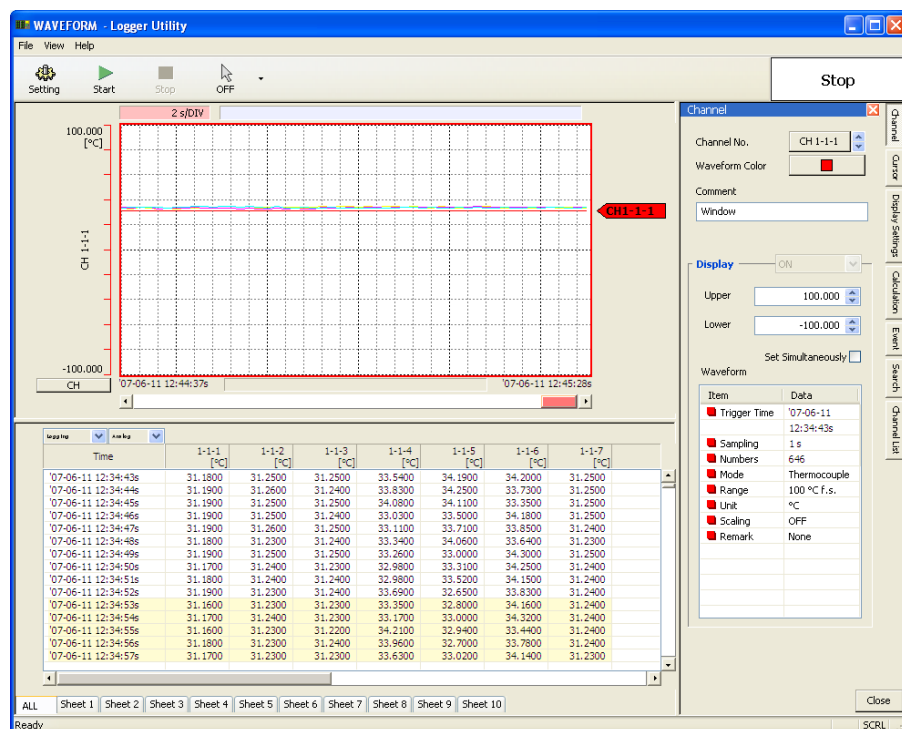 WAVEFORM - Logger Utility
File View Help
Setting Start Stop OFF
Stop
2 s/DIV
100.000
[°C]
CH 1-1-1
-100.000
CH
'07-06-11 12:44:37s '07-06-11 12:45:28s
CH1-1-1
Channel
Channel No. CH 1-1-1
Waveform Color
Comment
Window
Display ON
Upper 100.000
Lower -100.000
Set Simultaneously
Waveform
Item Data
Trigger Time '07-06-11
12:34:43s
Sampling 1 s
Numbers 646
Mode Thermocouple
Range 100 °C f.s.
Unit °C
Scaling OFF
Remark None
Close
Channel
Cursor
Display Settings
Calculation
Event
Search
Channel List
Logging Analog
Time 1-1-1 1-1-2 1-1-3 1-1-4 1-1-5 1-1-6 1-1-7
[°C] [°C] [°C] [°C] [°C] [°C] [°C]
'07-06-11 12:34:43s 31.1800 31.2500 31.2500 33.5400 34.1900 34.2000 31.2500
'07-06-11 12:34:44s 31.1900 31.2600 31.2400 33.8300 34.2500 33.7300 31.2500
'07-06-11 12:34:45s 31.1900 31.2500 31.2500 34.0800 34.1100 33.3500 31.2500
'07-06-11 12:34:46s 31.1900 31.2500 31.2400 33.0300 33.5000 34.1800 31.2500
'07-06-11 12:34:47s 31.1900 31.2600 31.2500 33.1100 33.7100 33.8500 31.2400
'07-06-11 12:34:48s 31.1800 31.2300 31.2400 33.3400 34.0600 33.6400 31.2300
'07-06-11 12:34:49s 31.1900 31.2500 31.2500 33.2600 33.0000 34.3000 31.2500
'07-06-11 12:34:50s 31.1700 31.2400 31.2300 32.9800 33.3100 34.2500 31.2400
'07-06-11 12:34:51s 31.1800 31.2400 31.2400 32.9800 33.5200 34.1500 31.2400
'07-06-11 12:34:52s 31.1900 31.2300 31.2400 33.6900 32.6500 33.8300 31.2400
'07-06-11 12:34:53s 31.1600 31.2300 31.2300 33.3500 32.8000 34.1600 31.2400
'07-06-11 12:34:54s 31.1700 31.2400 31.2300 33.1700 33.0000 34.3200 31.2400
'07-06-11 12:34:55s 31.1600 31.2300 31.2200 34.2100 32.9400 33.4400 31.2400
'07-06-11 12:34:56s 31.1800 31.2300 31.2400 33.9600 32.7000 33.7800 31.2400
'07-06-11 12:34:57s 31.1700 31.2300 31.2300 33.6300 33.0200 34.1400 31.2300
ALL Sheet 1 Sheet 2 Sheet 3 Sheet 4 Sheet 5 Sheet 6 Sheet 7 Sheet 8 Sheet 9 Sheet 10
Ready SCRL